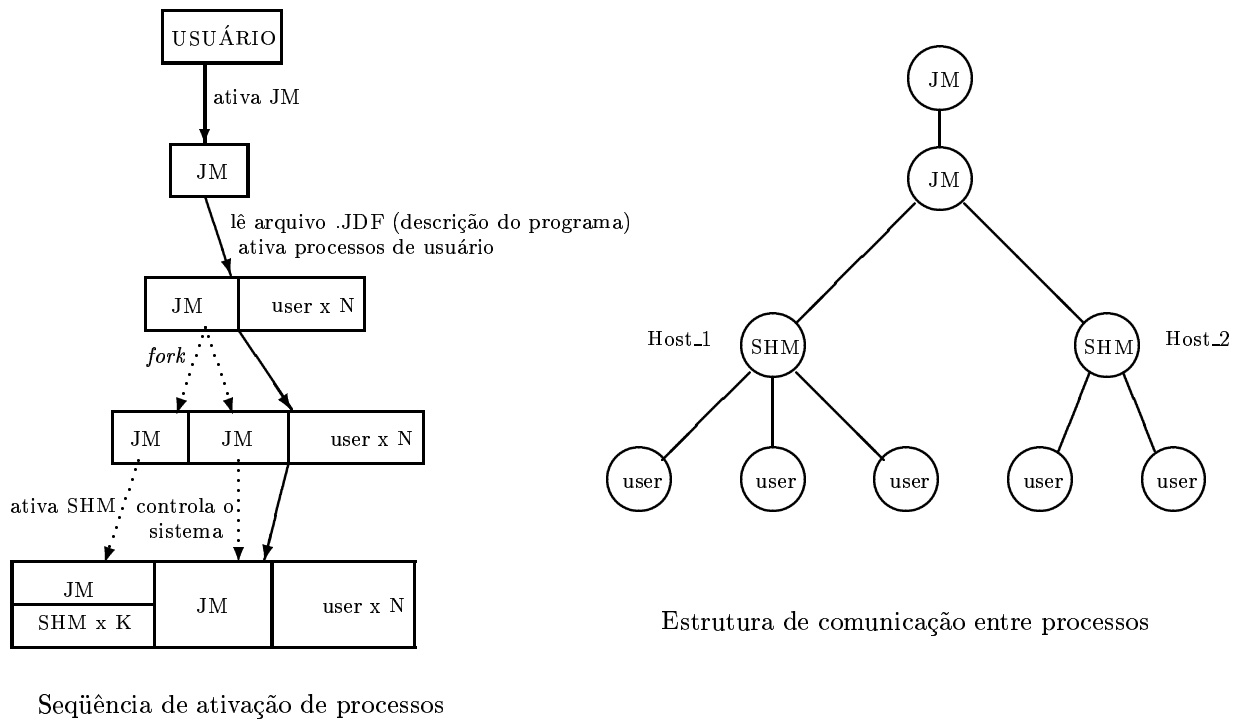 USUÁRIO
ativa JM
JM
lê arquivo .JDF (descrição do programa)
ativa processos de usuário
JM
user x N
fork
JM
JM
user x N
ativa SHM
controla o
sistema
JM
SHM x K
JM
user x N
Seqüência de ativação de processos
JM
JM
Host_1
SHM
SHM
Host_2
user
user
user
user
user
Estrutura de comunicação entre processos